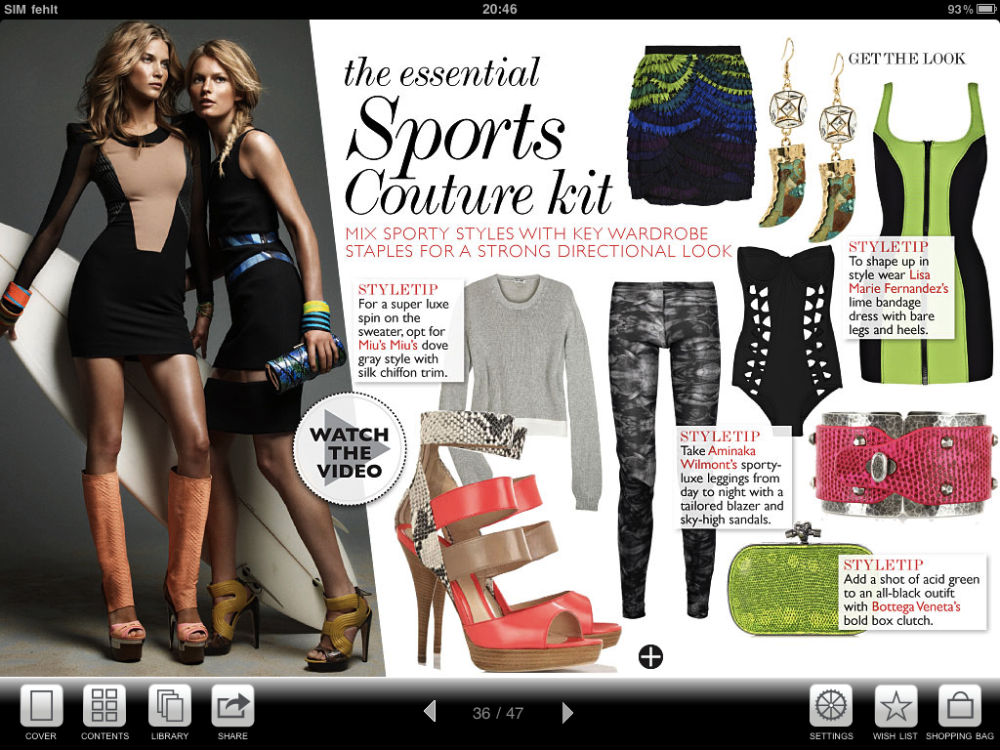 SIM fehlt
20:46
93%
the essential
Sports
Couture kit
MIX SPORTY STYLES WITH KEY WARDROBE
STAPLES FOR A STRONG DIRECTIONAL LOOK
GET THE LOOK
STYLETIP
To shape up in
style wear Lisa
Marie Fernandez's
lime bandage
dress with bare
legs and heels.
STYLETIP
For a super luxe
spin on the
sweater, opt for
Miu's Miu's dove
gray style with
silk chiffon trim.
WATCH
THE
VIDEO
STYLETIP
Take Aminaka
Wilmont's sporty-
luxe leggings from
day to night with a
tailored blazer and
sky-high sandals.
STYLETIP
Add a shot of acid green
to an all-black outift
with Bottega Veneta's
bold box clutch.
COVER
CONTENTS
LIBRARY
SHARE
36 / 47
SETTINGS
WISH LIST
SHOPPING BAG